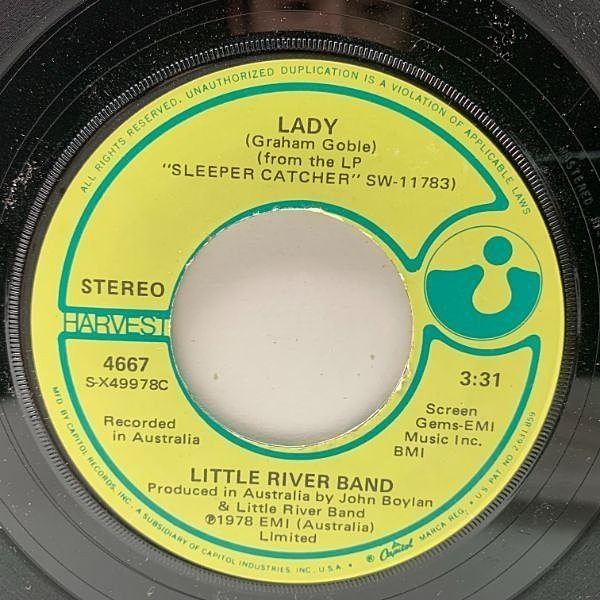 ALL RIGHTS RESERVED. UNAUTHORIZED DUPLICATION IS A VIOLATION OF APPLICABLE LAWS
LADY
(Graham Goble)
(from the LP
"SLEEPER CATCHER" SW-11783)
STEREO
HARVEST
4667
S-X49978C
3:31
Recorded
in Australia
Screen
Gems-EMI
Music Inc.
BMI
LITTLE RIVER BAND
Produced in Australia by John Boylan
& Little River Band
℗1978 EMI (Australia)
LImited
MFD BY CAPITOL RECORDS, INC. A SUBSIDIARY OF CAPITOL INDUSTRIES, INC. U.S.A. • ® Capitol MARCA REG. • U.S. PAT. NO. 2,631,859